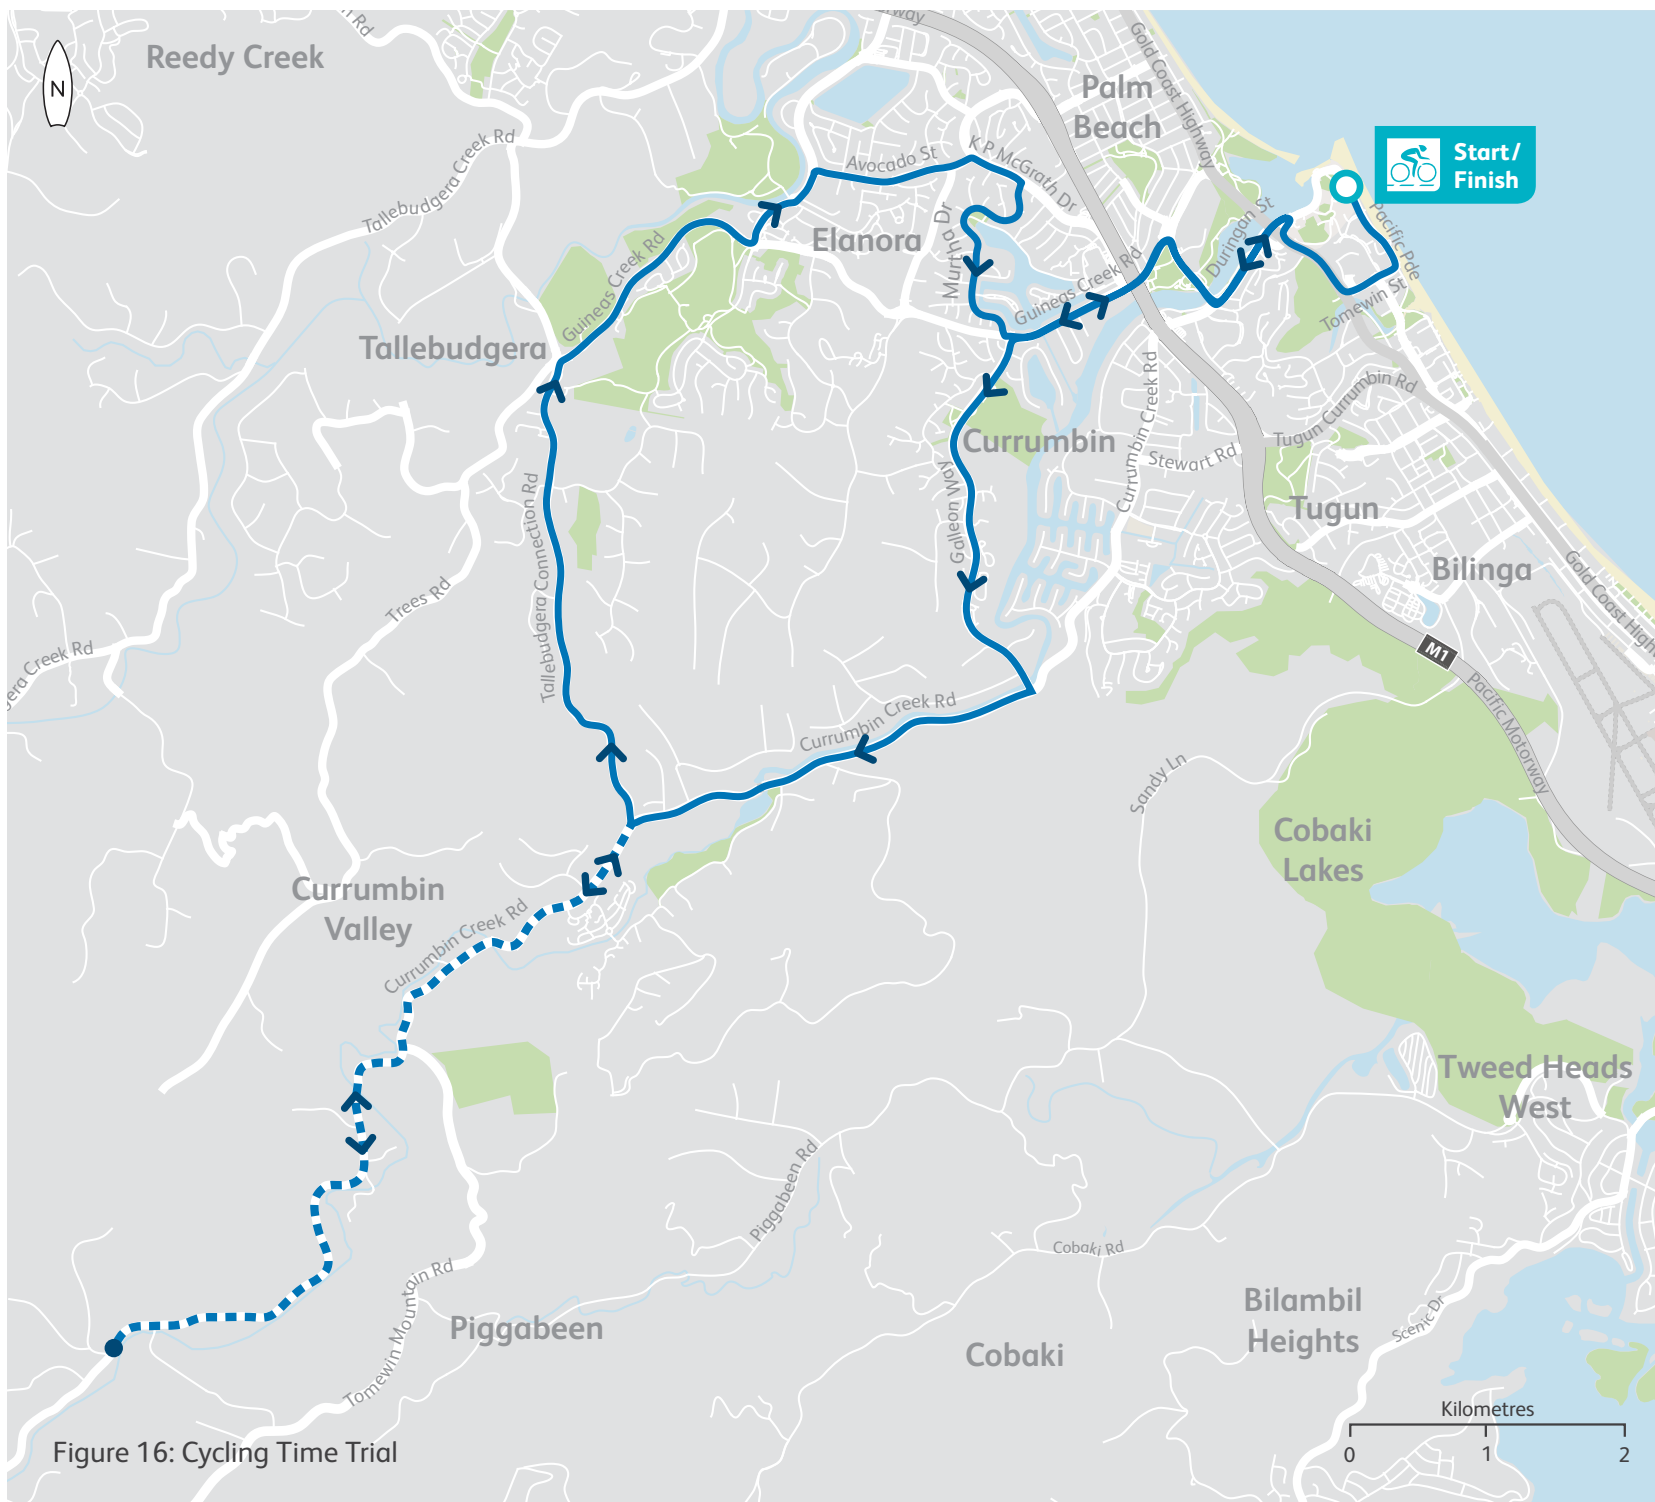 N
Reedy Creek
Tallebudgera Creek Rd
Avocado St
K P McGrath Dr
Palm
Beach
Gold Coast Highway
Start/
Finish
Pacific Pde
Duringan St
Tomewin St
Elanora
Murtha Dr
Guineas Creek Rd
Guineas Creek Rd
Tallebudgera
Currumbin
Currumbin Creek Rd
Stewart Rd
Tugun Currumbin Rd
Tugun
Bilinga
Gold Coast High
Galleon Way
Tallebudgera Connection Rd
Trees Rd
era Creek Rd
M1
Pacific Motorway
Currumbin Creek Rd
Sandy Ln
Cobaki
Lakes
Currumbin
Valley
Currumbin Creek Rd
Tweed Heads
West
Piggabeen Rd
Cobaki Rd
Tomewin Mountain Rd
Piggabeen
Cobaki
Bilambil
Heights
Scenic Dr
Kilometres
0 1 2
Figure 16: Cycling Time Trial